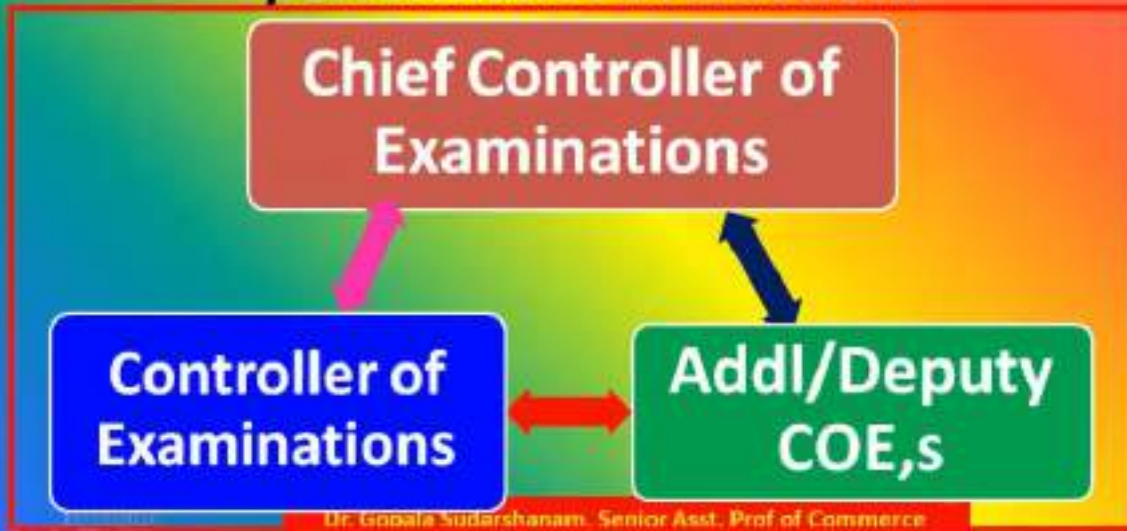 Chief Controller of
Examinations
Controller of
Examinations
Addl/Deputy
COE,s
Dr. Gopala Sudarshanam, Senior Asst. Prof of Commerce